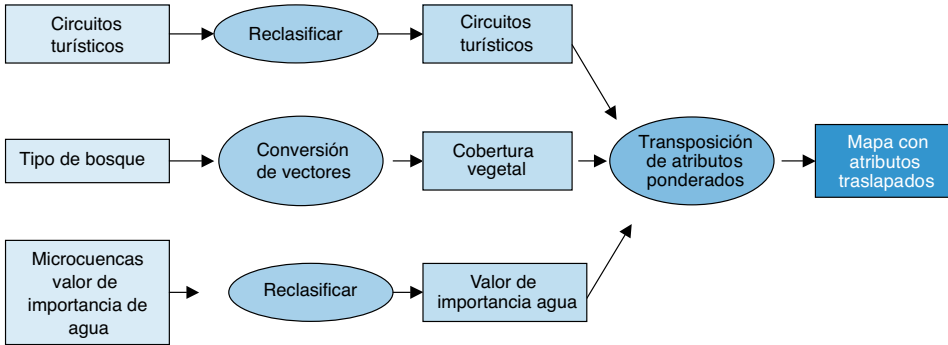 Circuitos
turísticos
Reclasificar
Circuitos
turísticos
Tipo de bosque
Conversión
de vectores
Cobertura
vegetal
Transposición
de atributos
ponderados
Mapa con
atributos
traslapados
Microcuencas
valor de
importancia de
agua
Reclasificar
Valor de
importancia agua